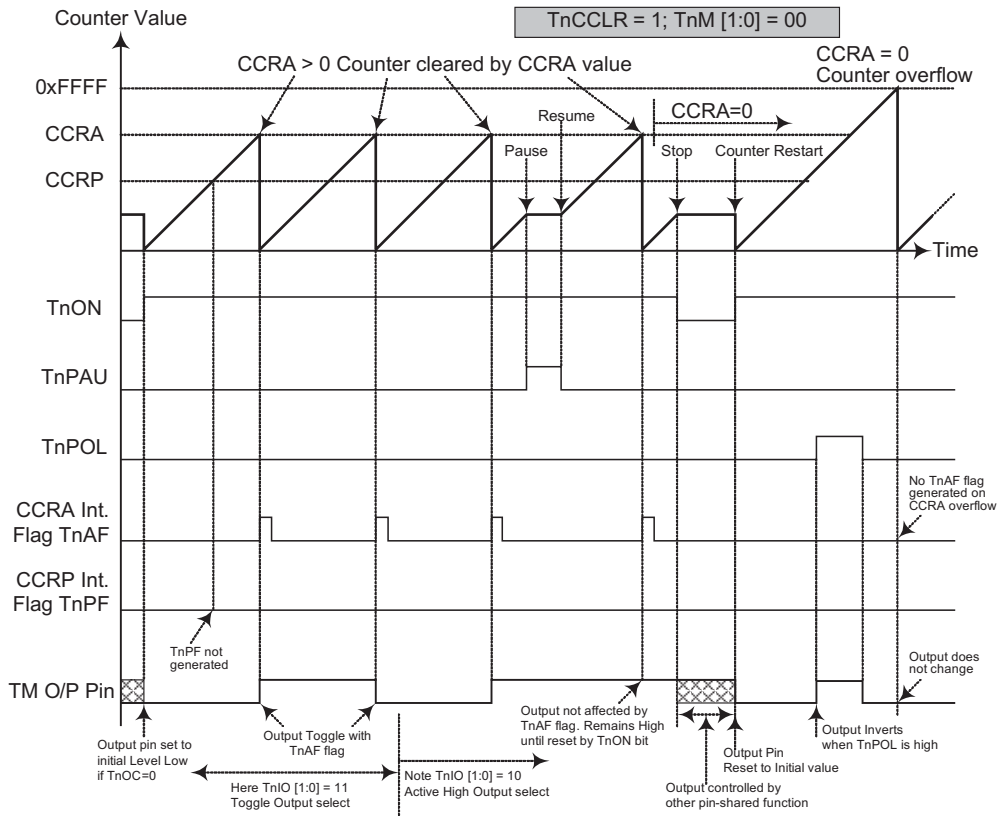 Counter Value
TnCCLR = 1; TnM [1:0] = 00
CCRA = 0
Counter overflow
CCRA > 0 Counter cleared by CCRA value
0xFFFF
CCRA=0
Resume
CCRA
Pause
Stop
Counter Restart
CCRP
Time
TnON
TnPAU
TnPOL
No TnAF flag
generated on
CCRA overflow
CCRA Int.
Flag TnAF
CCRP Int.
Flag TnPF
TnPF not
generated
Output does
not change
TM O/P Pin
Output pin set to
initial Level Low
if TnOC=0
Output Toggle with
TnAF flag
Output not affected by
TnAF flag. Remains High
until reset by TnON bit
Output Pin
Reset to Initial value
Output Inverts
when TnPOL is high
Here TnIO [1:0] = 11
Toggle Output select
Note TnIO [1:0] = 10
Active High Output select
Output controlled by
other pin-shared function